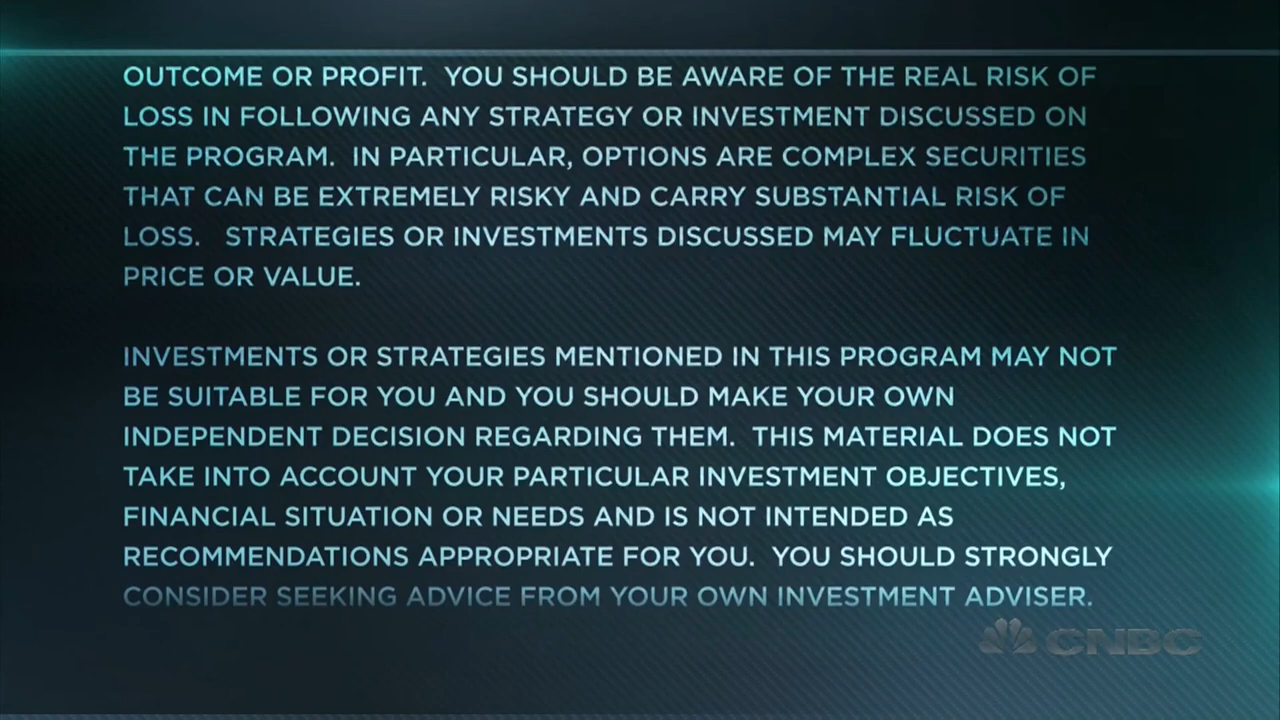 OUTCOME OR PROFIT.  YOU SHOULD BE AWARE OF THE REAL RISK OF
LOSS IN FOLLOWING ANY STRATEGY OR INVESTMENT DISCUSSED ON
THE PROGRAM.  IN PARTICULAR, OPTIONS ARE COMPLEX SECURITIES
THAT CAN BE EXTREMELY RISKY AND CARRY SUBSTANTIAL RISK OF
LOSS.   STRATEGIES OR INVESTMENTS DISCUSSED MAY FLUCTUATE IN
PRICE OR VALUE.
INVESTMENTS OR STRATEGIES MENTIONED IN THIS PROGRAM MAY NOT
BE SUITABLE FOR YOU AND YOU SHOULD MAKE YOUR OWN
INDEPENDENT DECISION REGARDING THEM.  THIS MATERIAL DOES NOT
TAKE INTO ACCOUNT YOUR PARTICULAR INVESTMENT OBJECTIVES,
FINANCIAL SITUATION OR NEEDS AND IS NOT INTENDED AS
RECOMMENDATIONS APPROPRIATE FOR YOU.  YOU SHOULD STRONGLY
CONSIDER SEEKING ADVICE FROM YOUR OWN INVESTMENT ADVISER.
CNBC